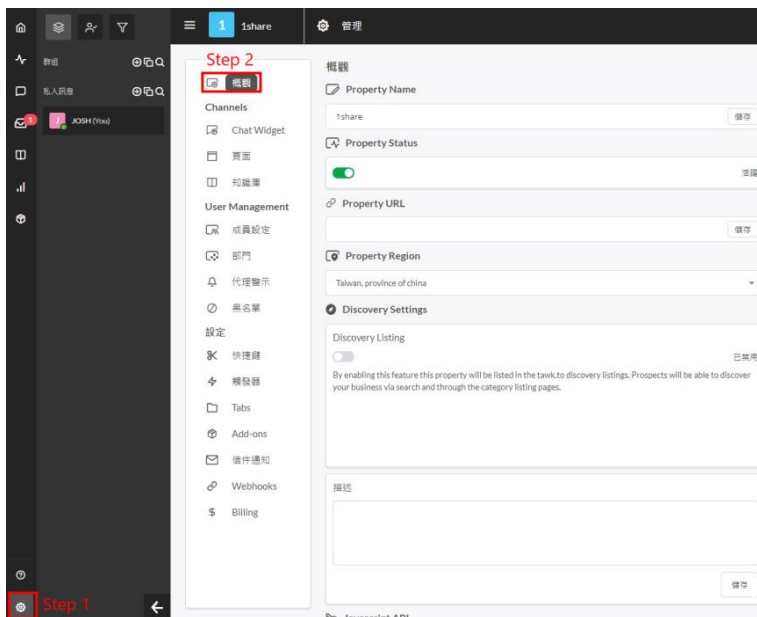 1 1share
管理
Step 2
群組
私人訊息
1
J JOSH (You)
Step 1
概觀
Channels
Chat Widget
頁面
知識庫
User Management
成員設定
部門
代理警示
黑名單
設定
快捷鍵
觸發器
Tabs
Add-ons
信件通知
Webhooks
Billing
概觀
Property Name
1share
儲存
Property Status
活躍
Property URL
儲存
Property Region
Taiwan, province of china
Discovery Settings
Discovery Listing
已禁用
By enabling this feature this property will be listed in the tawk.to discovery listings. Prospects will be able to discover
your business via search and through the category listing pages.
描述
儲存
Javascript API